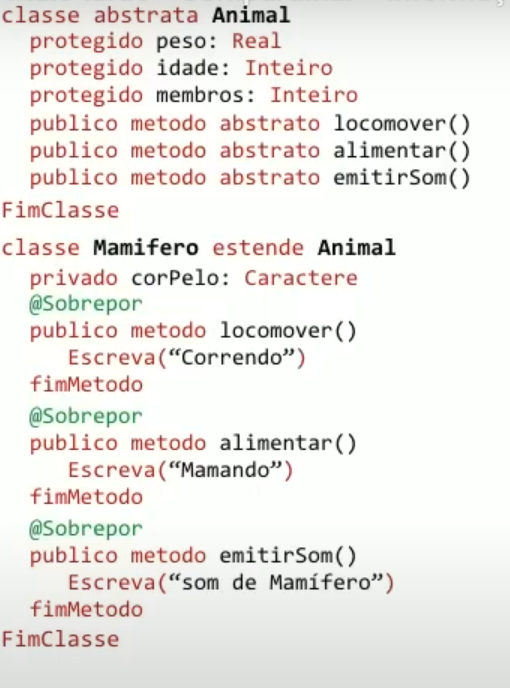 classe abstrata Animal
protegido peso: Real
protegido idade: Inteiro
protegido membros: Inteiro
publico metodo abstrato locomover()
publico metodo abstrato alimentar()
publico metodo abstrato emitirSom()
FimClasse
classe Mamifero estende Animal
privado corPelo: Caractere
@Sobrepor
publico metodo locomover()
Escreva(“Correndo”)
fimMetodo
@Sobrepor
publico metodo alimentar()
Escreva(“Mamando”)
fimMetodo
@Sobrepor
publico metodo emitirSom()
Escreva(“som de Mamífero”)
fimMetodo
FimClasse